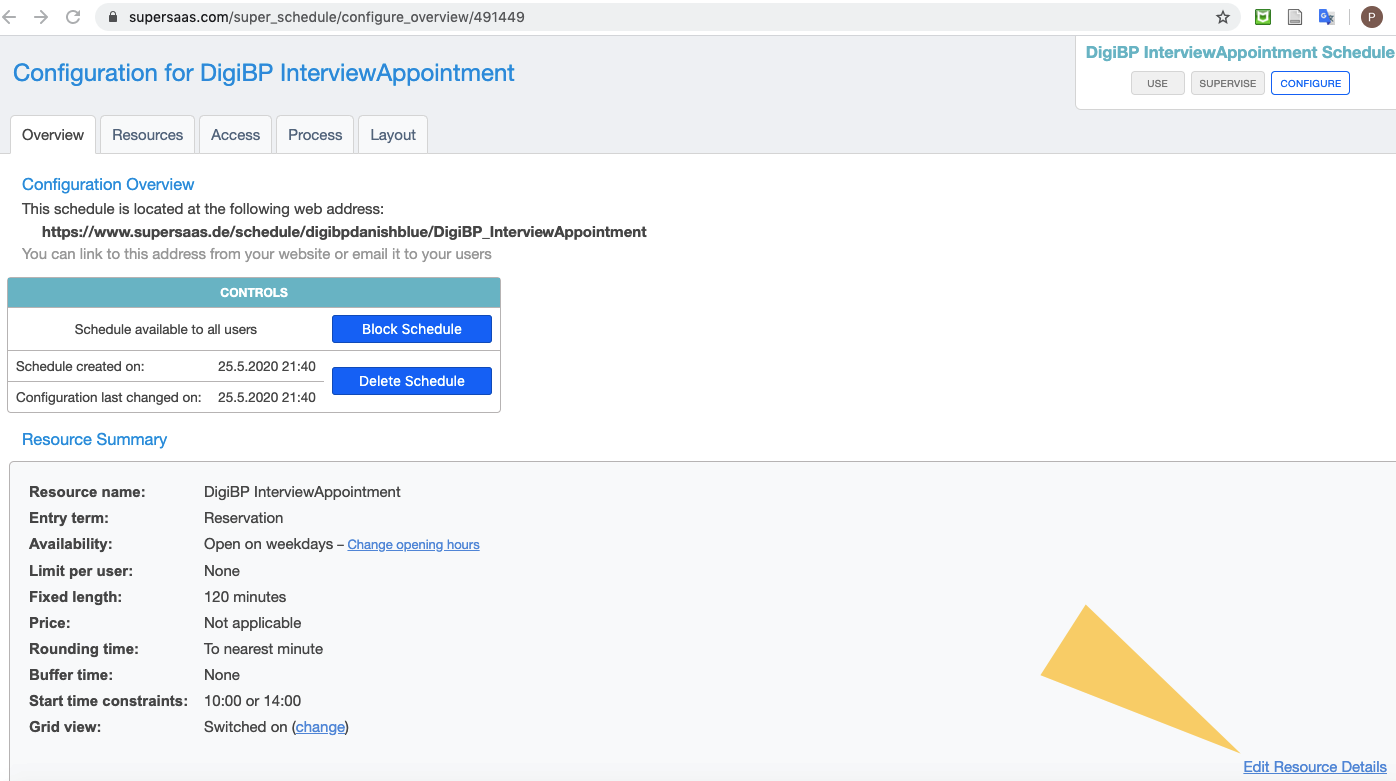 supersaas.com/super_schedule/configure_overview/491449
P
DigiBP InterviewAppointment Schedule
USE SUPERVISE CONFIGURE
Configuration for DigiBP InterviewAppointment
Overview Resources Access Process Layout
Configuration Overview
This schedule is located at the following web address:
https://www.supersaas.de/schedule/digibpdanishblue/DigiBP_InterviewAppointment
You can link to this address from your website or email it to your users
CONTROLS
Schedule available to all users Block Schedule
Schedule created on: 25.5.2020 21:40
Delete Schedule
Configuration last changed on: 25.5.2020 21:40
Resource Summary
Resource name: DigiBP InterviewAppointment
Entry term: Reservation
Availability: Open on weekdays – Change opening hours
Limit per user: None
Fixed length: 120 minutes
Price: Not applicable
Rounding time: To nearest minute
Buffer time: None
Start time constraints: 10:00 or 14:00
Grid view: Switched on (change)
Edit Resource Details